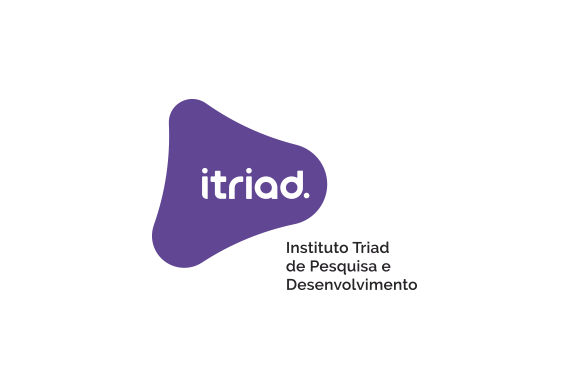 itriad.
Instituto Triad
de Pesquisa e
Desenvolvimento